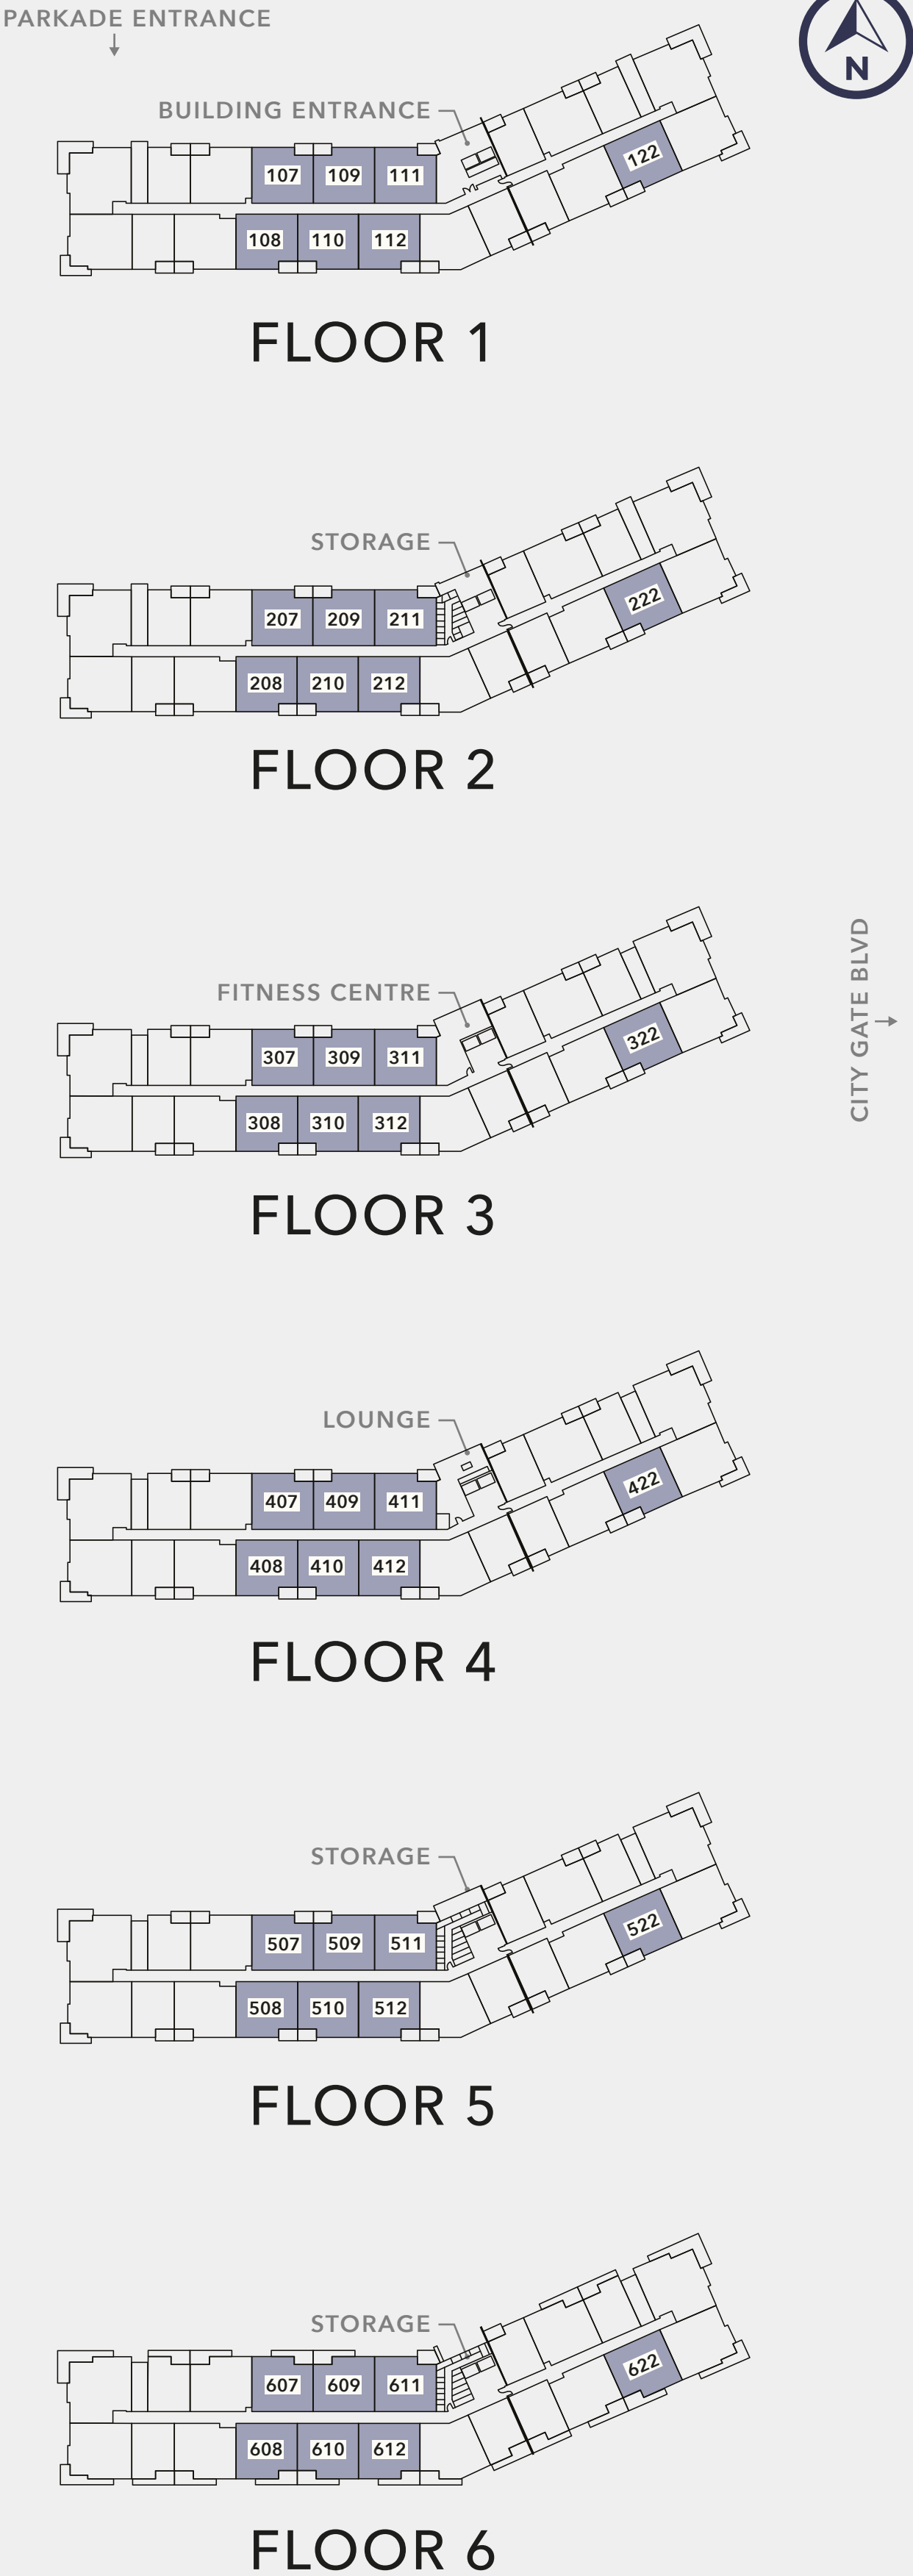 PARKADE ENTRANCE
N
BUILDING ENTRANCE
122
107 109 111
108 110 112
FLOOR 1
STORAGE
222
207 209 211
208 210 212
FLOOR 2
CITY GATE BLVD
FITNESS CENTRE
322
307 309 311
308 310 312
FLOOR 3
LOUNGE
422
407 409 411
408 410 412
FLOOR 4
STORAGE
522
507 509 511
508 510 512
FLOOR 5
STORAGE
622
607 609 611
608 610 612
FLOOR 6